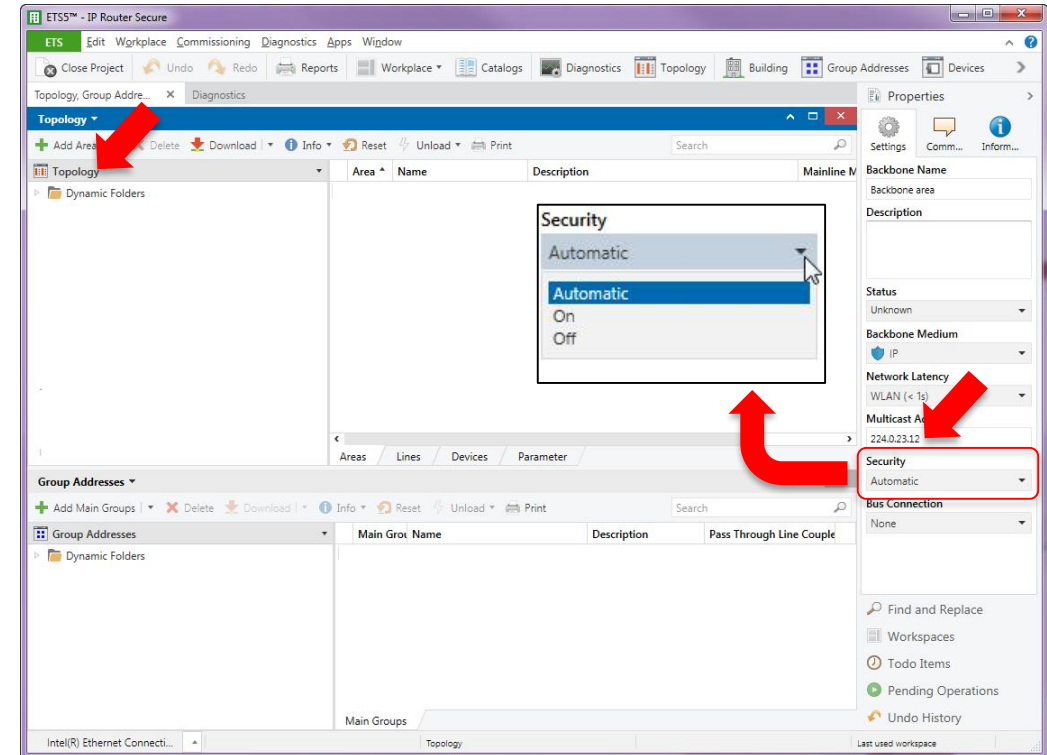 ETS5™ - IP Router Secure
ETS Edit Workplace Commissioning Diagnostics Apps Window
Close Project Undo Redo Reports Workplace Catalogs Diagnostics Topology Building Group Addresses Devices
Topology, Group Addre... Diagnostics
Properties
Topology
Add Area Delete Download Info Reset Unload Print Search
Settings Comm... Inform...
Topology
Area Name Description Mainline M
Dynamic Folders
Backbone Name
Backbone area
Description
Security
Automatic
Automatic
On
Off
Status
Unknown
Backbone Medium
IP
Network Latency
WLAN (< 1s)
Multicast
224.0.23.12
Security
Automatic
Bus Connection
None
Areas Lines Devices Parameter
Group Addresses
Add Main Groups Delete Download Info Reset Unload Print Search
Group Addresses
Main Grou Name Description Pass Through Line Couple
Dynamic Folders
Find and Replace
Workspaces
Todo Items
Pending Operations
Undo History
Main Groups
Intel(R) Ethernet Connecti... Topology Last used workspace